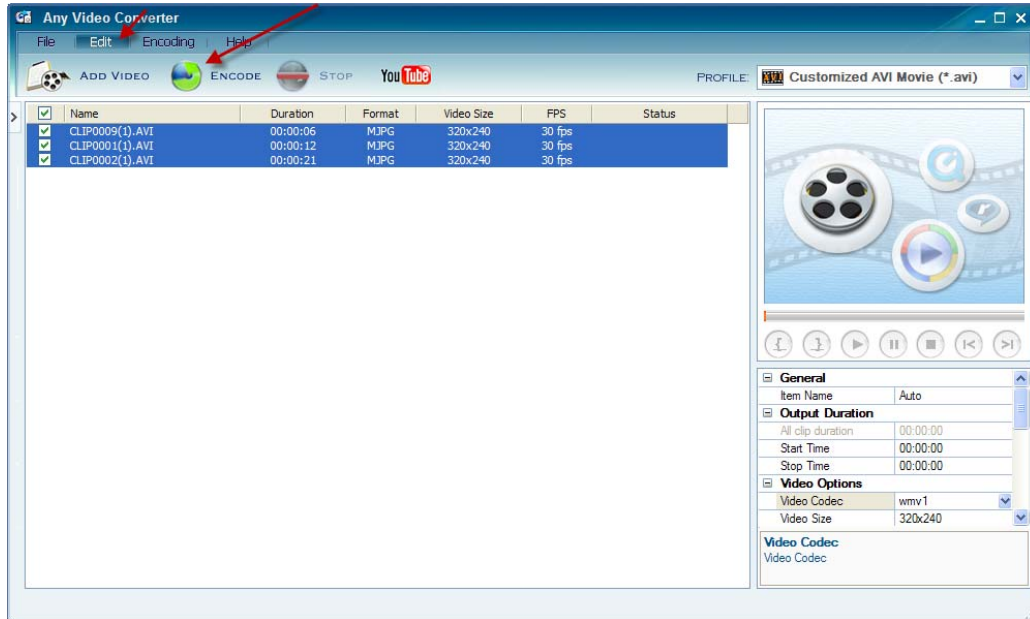 Any Video Converter
File Edit Encoding Help
ADD VIDEO ENCODE STOP YouTube PROFILE: Customized AVI Movie (*.avi)
Name Duration Format Video Size FPS Status
CLIP0009(1).AVI 00:00:06 MJPG 320x240 30 fps
CLIP0001(1).AVI 00:00:12 MJPG 320x240 30 fps
CLIP0002(1).AVI 00:00:21 MJPG 320x240 30 fps
General
Item Name Auto
Output Duration
All clip duration 00:00:00
Start Time 00:00:00
Stop Time 00:00:00
Video Options
Video Codec wmv1
Video Size 320x240
Video Codec
Video Codec